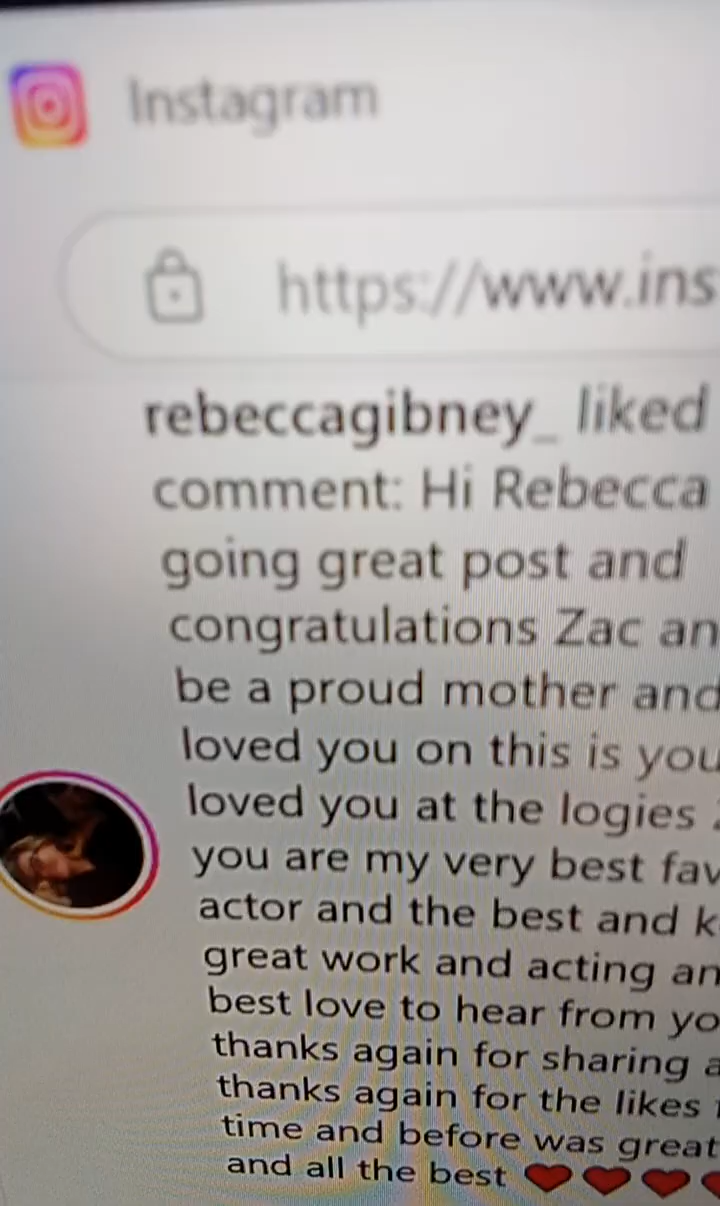 Instagram
https://www.ins
rebeccagibney_ liked
comment: Hi Rebecca
going great post and
congratulations Zac an
be a proud mother and
loved you on this is you
loved you at the logies
you are my very best fav
actor and the best and k
great work and acting an
best love to hear from yo
thanks again for sharing a
thanks again for the likes
time and before was great
and all the best ❤️❤️❤️❤️